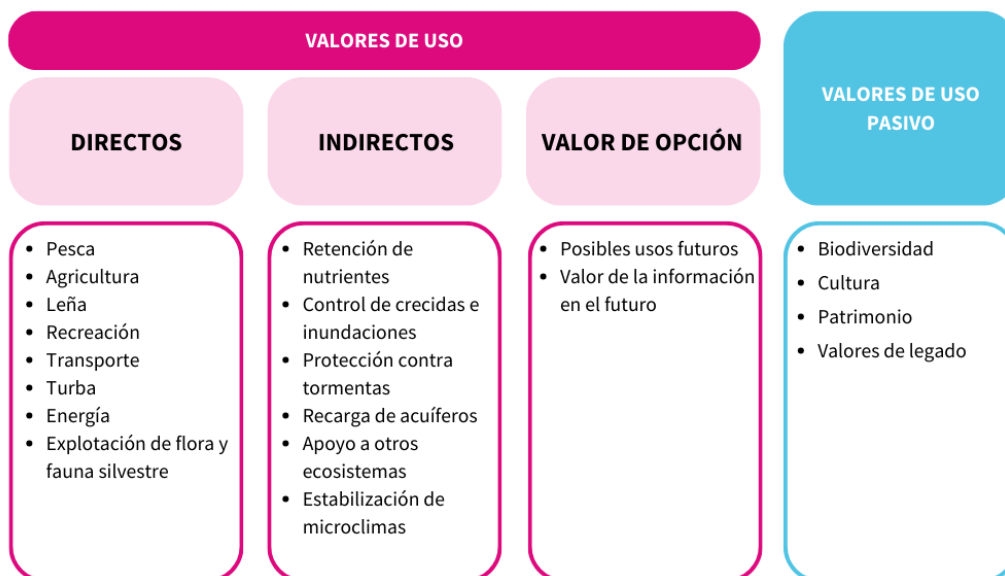 VALORES DE USO
DIRECTOS
INDIRECTOS
VALOR DE OPCIÓN
VALORES DE USO
PASIVO
• Pesca
• Agricultura
• Leña
• Recreación
• Transporte
• Turba
• Energía
• Explotación de flora y
fauna silvestre
• Retención de
nutrientes
• Control de crecidas e
inundaciones
• Protección contra
tormentas
• Recarga de acuíferos
• Apoyo a otros
ecosistemas
• Estabilización de
microclimas
• Posibles usos futuros
• Valor de la información
en el futuro
• Biodiversidad
• Cultura
• Patrimonio
• Valores de legado